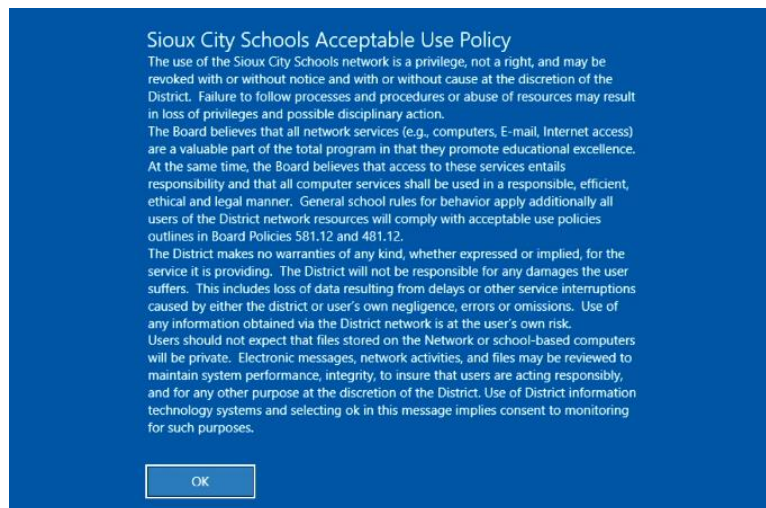 Sioux City Schools Acceptable Use Policy
The use of the Sioux City Schools network is a privilege, not a right, and may be
revoked with or without notice and with or without cause at the discretion of the
District.  Failure to follow processes and procedures or abuse of resources may result
in loss of privileges and possible disciplinary action.
The Board believes that all network services (e.g., computers, E-mail, Internet access)
are a valuable part of the total program in that they promote educational excellence.
At the same time, the Board believes that access to these services entails
responsibility and that all computer services shall be used in a responsible, efficient,
ethical and legal manner.  General school rules for behavior apply additionally all
users of the District network resources will comply with acceptable use policies
outlines in Board Policies 581.12 and 481.12.
The District makes no warranties of any kind, whether expressed or implied, for the
service it is providing.  The District will not be responsible for any damages the user
suffers.  This includes loss of data resulting from delays or other service interruptions
caused by either the district or user's own negligence, errors or omissions.  Use of
any information obtained via the District network is at the user's own risk.
Users should not expect that files stored on the Network or school-based computers
will be private.  Electronic messages, network activities, and files may be reviewed to
maintain system performance, integrity, to insure that users are acting responsibly,
and for any other purpose at the discretion of the District. Use of District information
technology systems and selecting ok in this message implies consent to monitoring
for such purposes.
OK